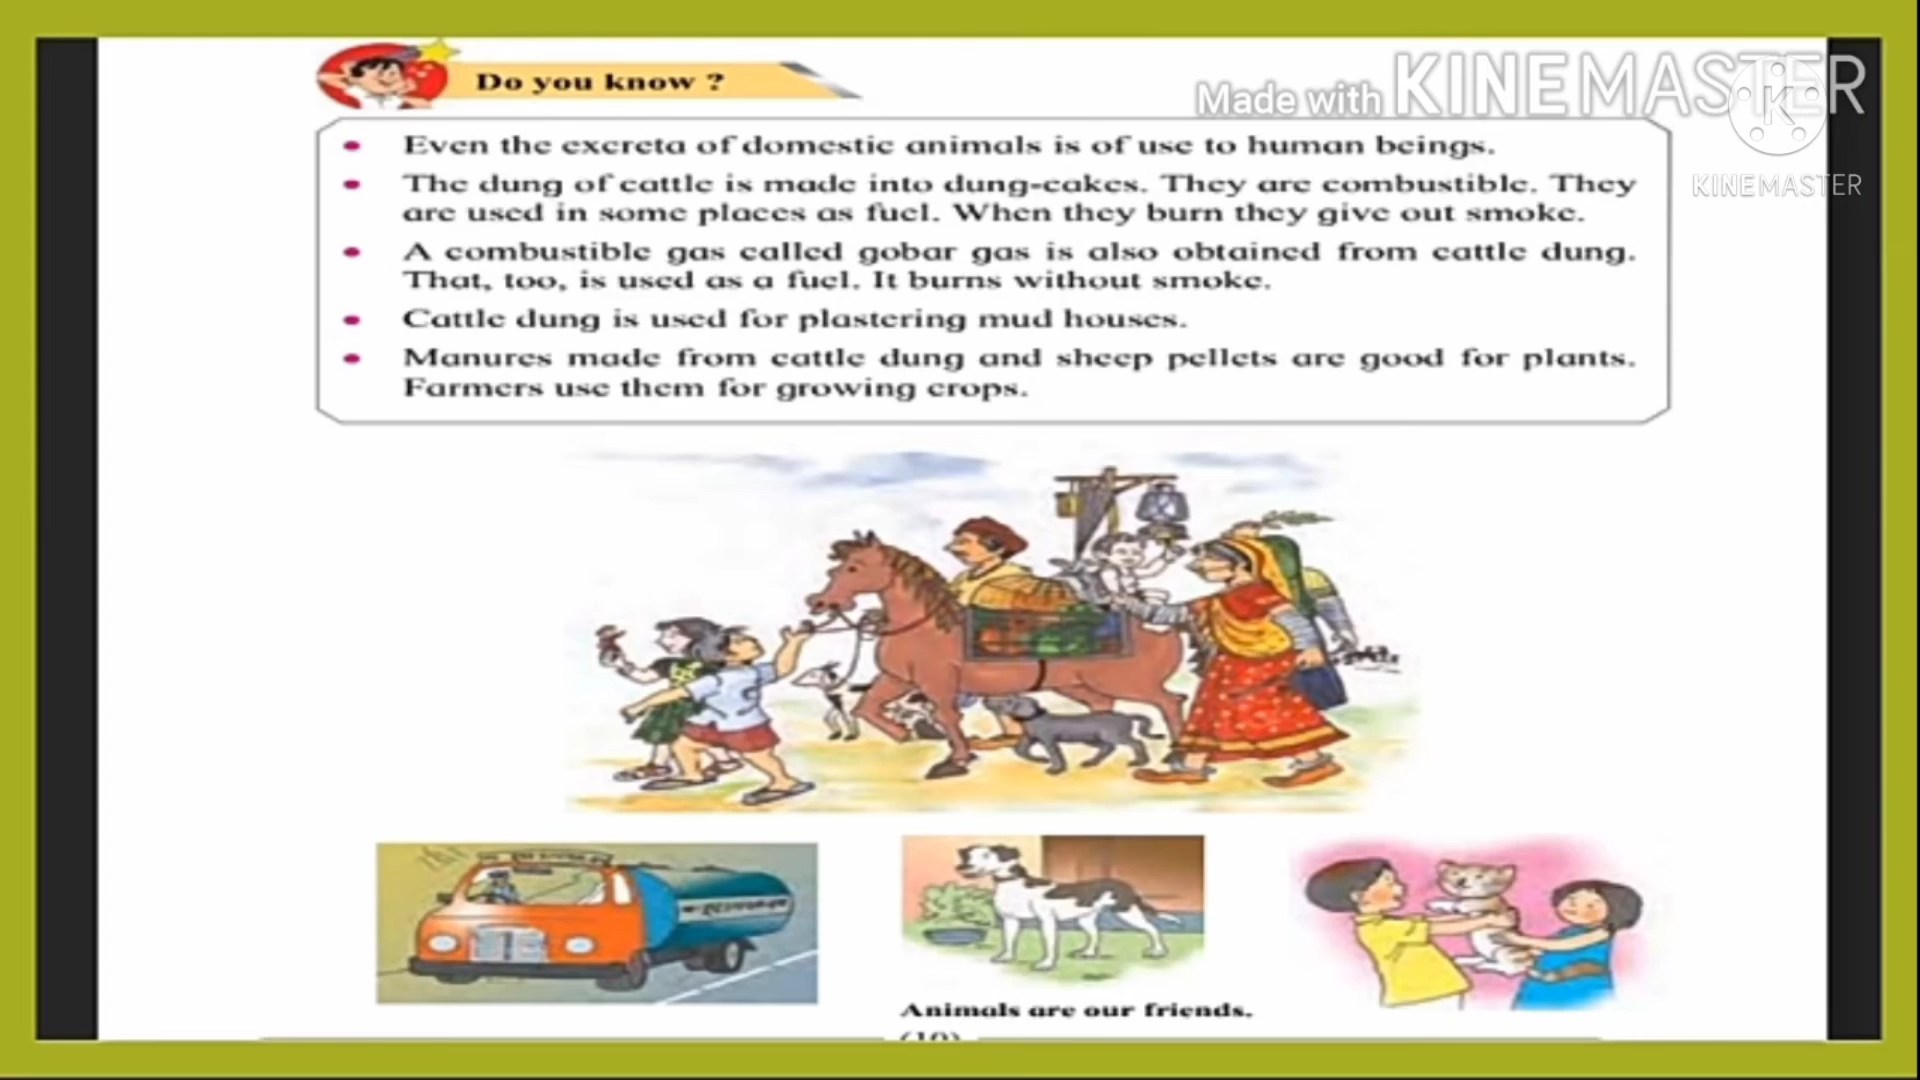 Do you know ?
Made with KINEMASTER
KINEMASTER
Even the excreta of domestic animals is of use to human beings.
The dung of cattle is made into dung-cakes. They are combustible. They
are used in some places as fuel. When they burn they give out smoke.
A combustible gas called gobar gas is also obtained from cattle dung.
That, too, is used as a fuel. It burns without smoke.
Cattle dung is used for plastering mud houses.
Manures made from cattle dung and sheep pellets are good for plants.
Farmers use them for growing crops.
Animals are our friends.